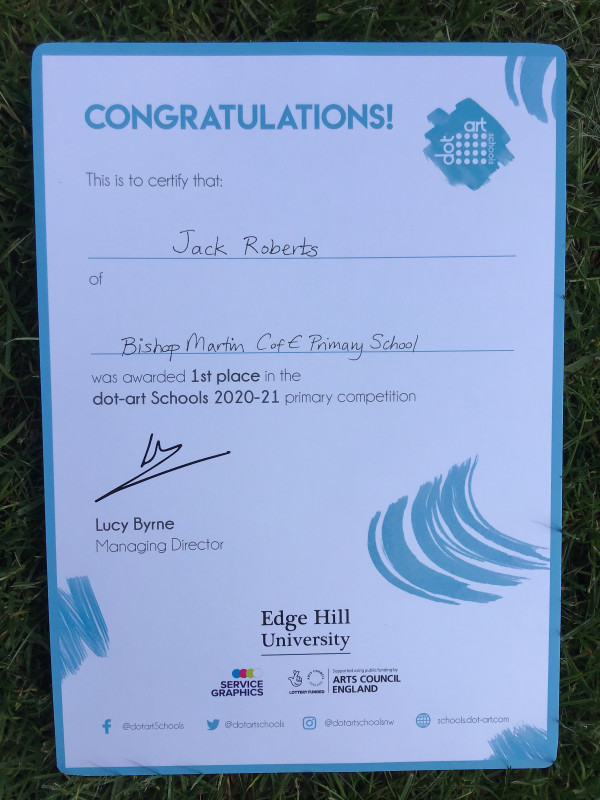 CONGRATULATIONS!
dot art schools
This is to certify that:
Jack Roberts
of
Bishop Martin C of E Primary School
was awarded 1st place in the
dot-art Schools 2020-21 primary competition
Lucy Byrne
Managing Director
Edge Hill
University
SERVICE
GRAPHICS
LOTTERY FUNDED
Supported using public funding by
ARTS COUNCIL
ENGLAND
@dotartSchools
@dotartschools
@dotartschoolsnw
schools.dot-art.com